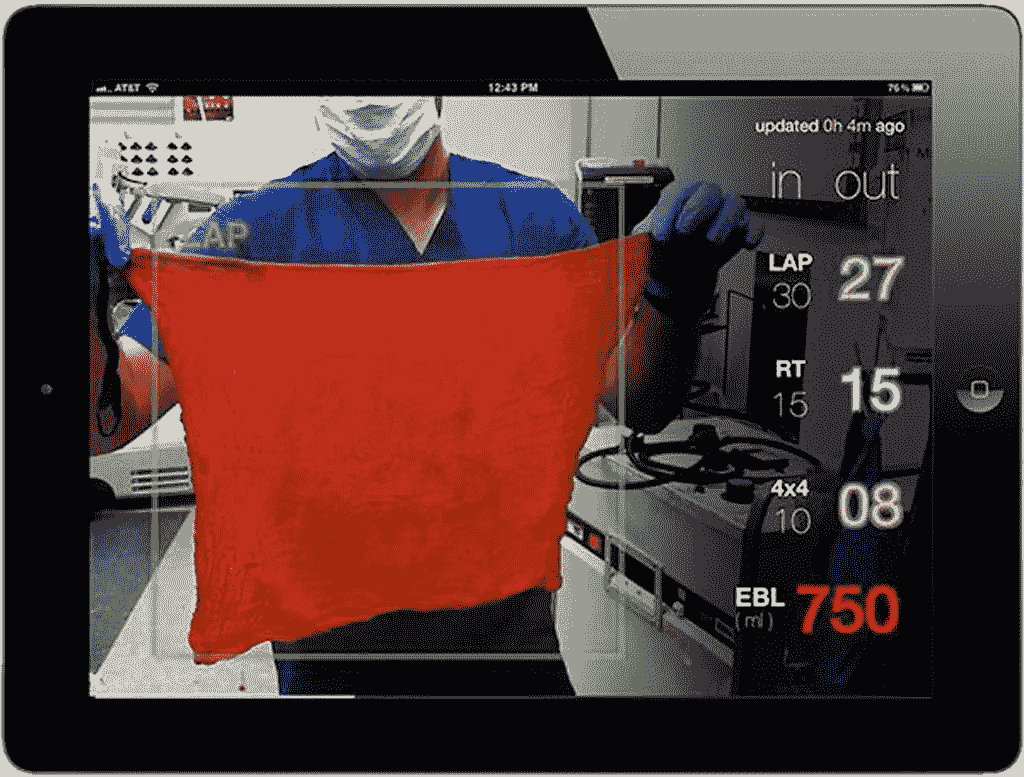 AT&T 12:43 PM 76%
updated 0h 4m ago
in out
LAP
LAP
30 27
RT
15 15
4x4
10 08
EBL 750
(ml)